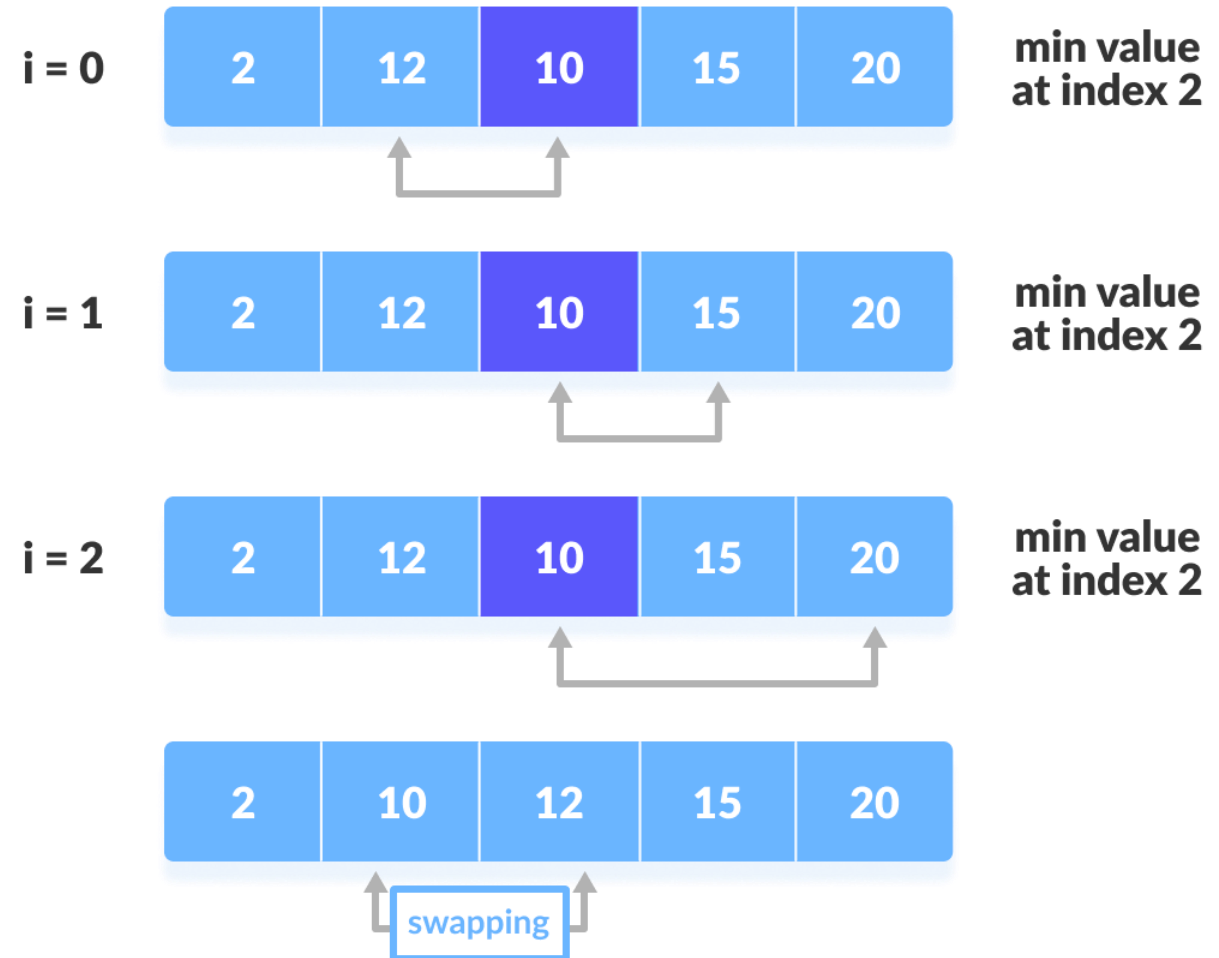 i = 0
2 12 10 15 20
min value
at index 2
i = 1
2 12 10 15 20
min value
at index 2
i = 2
2 12 10 15 20
min value
at index 2
2 10 12 15 20
swapping